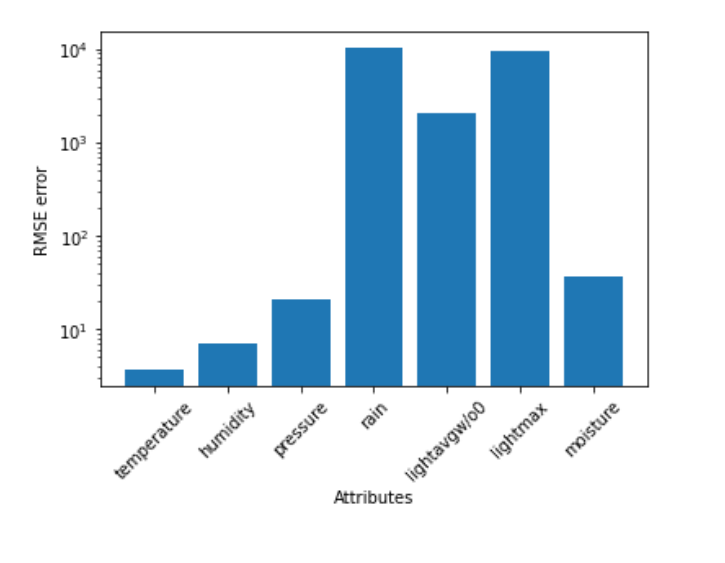 RMSE error
10⁴
10³
10²
10¹
temperature
humidity
pressure
rain
lightavgw/o0
lightmax
moisture
Attributes